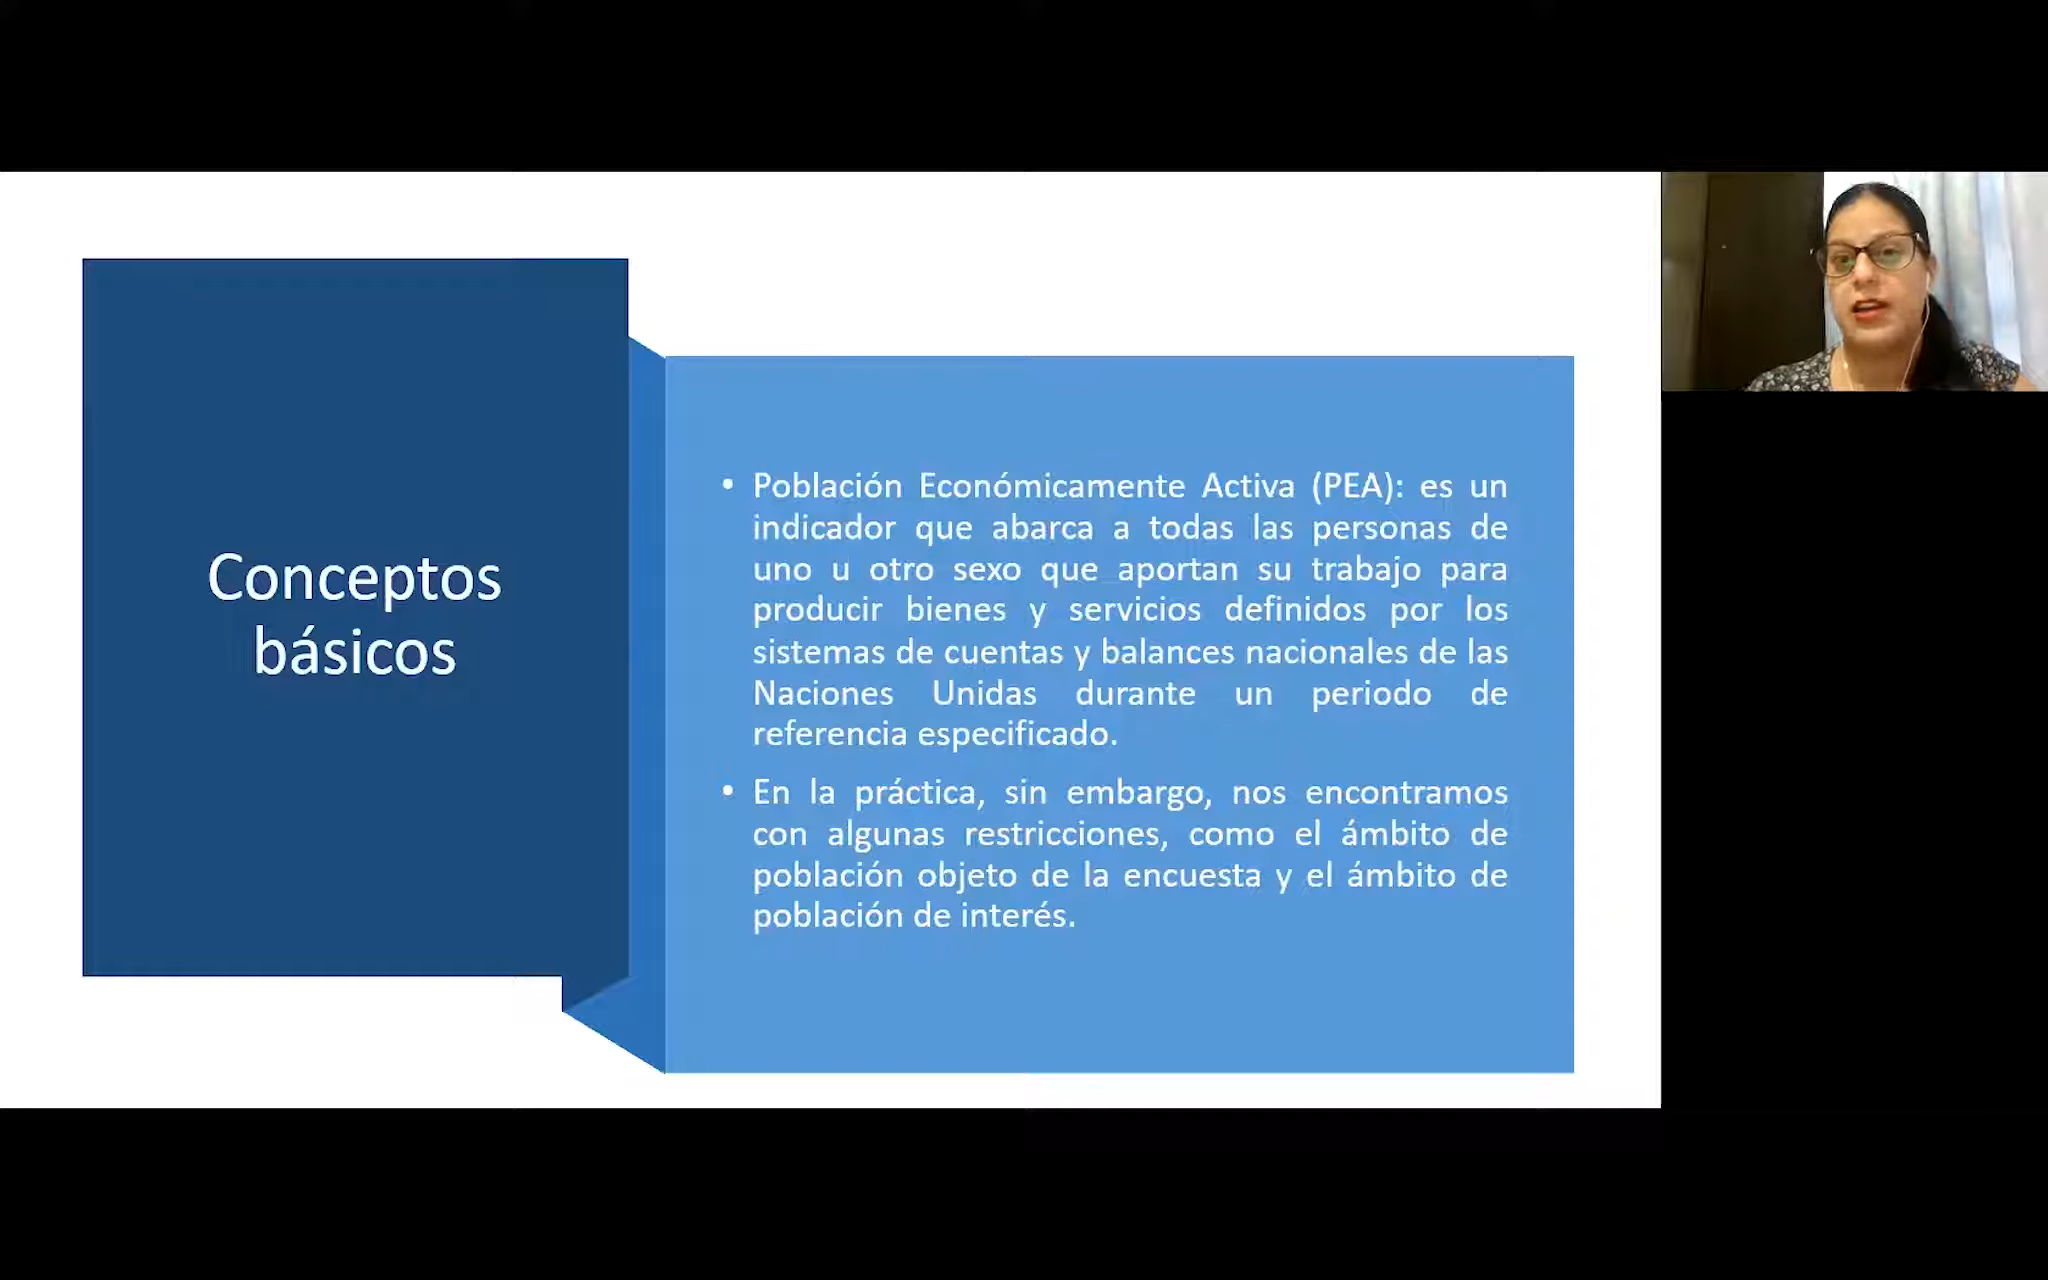 Conceptos
básicos
• Población Económicamente Activa (PEA): es un
indicador que abarca a todas las personas de
uno u otro sexo que aportan su trabajo para
producir bienes y servicios definidos por los
sistemas de cuentas y balances nacionales de las
Naciones Unidas durante un periodo de
referencia especificado.
• En la práctica, sin embargo, nos encontramos
con algunas restricciones, como el ámbito de
población objeto de la encuesta y el ámbito de
población de interés.